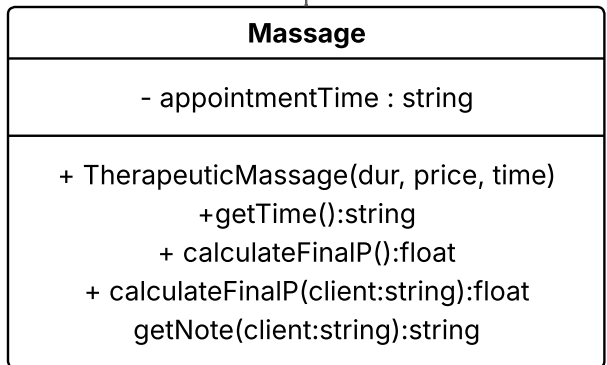 Massage
- appointmentTime : string
+ TherapeuticMassage(dur, price, time)
+getTime():string
+ calculateFinalP():float
+ calculateFinalP(client:string):float
getNote(client:string):string